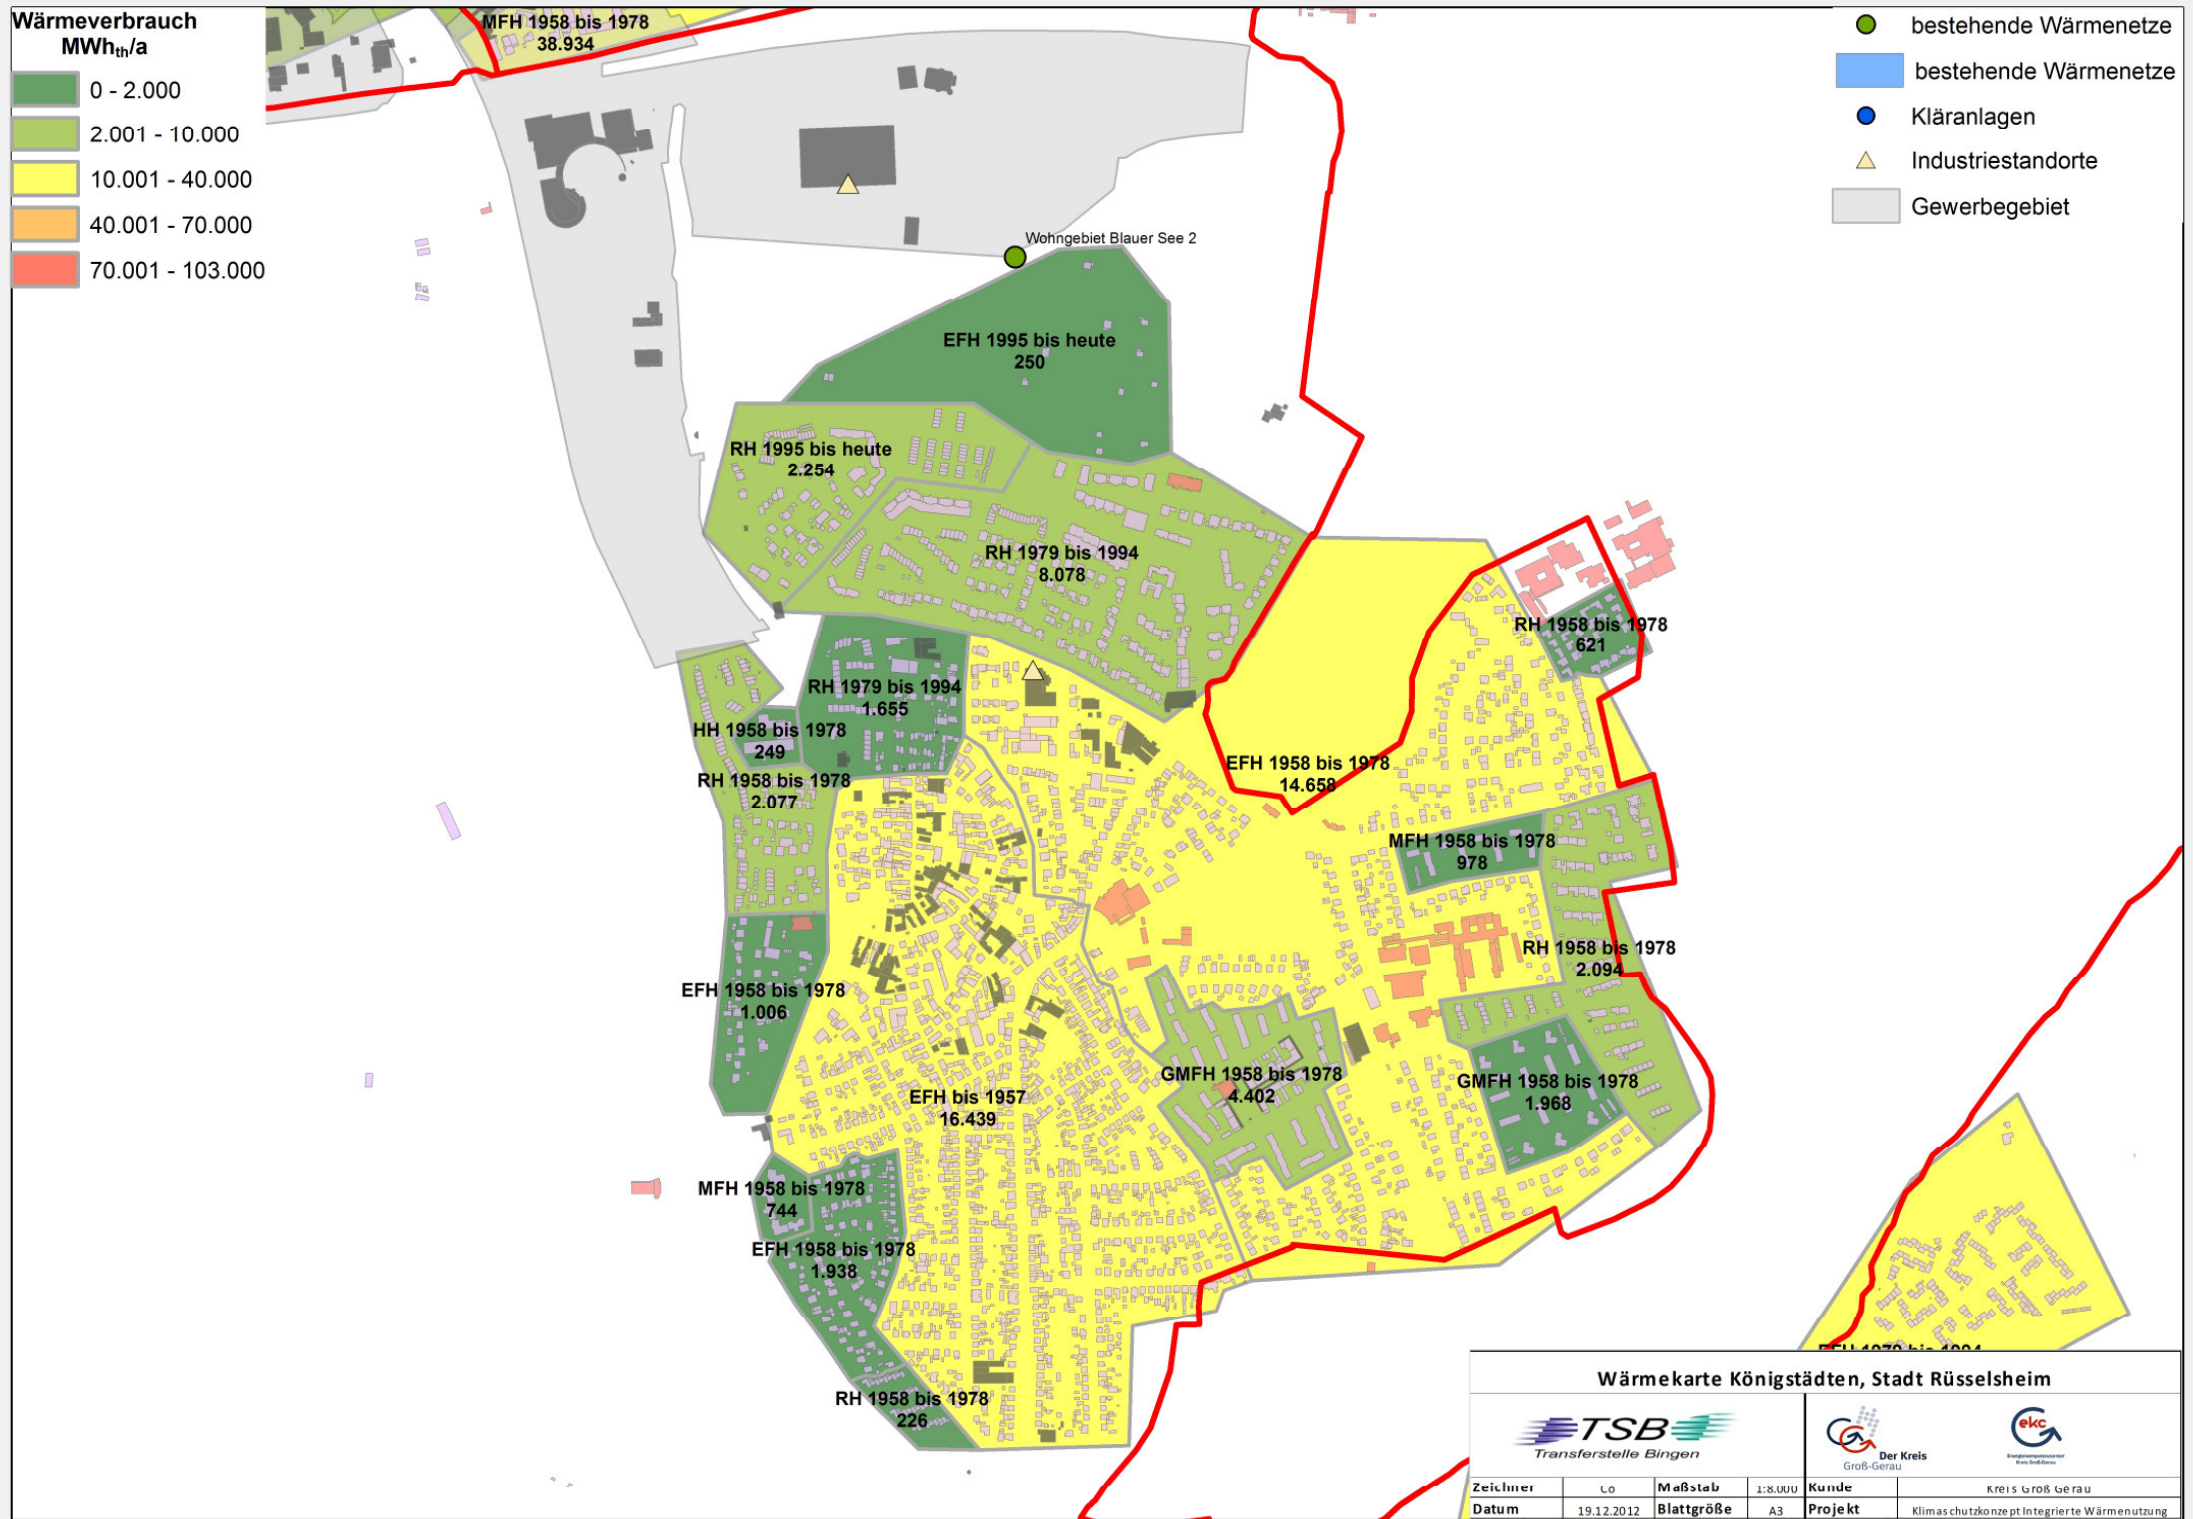 Wärmeverbrauch
MWhth/a
0 - 2.000
2.001 - 10.000
10.001 - 40.000
40.001 - 70.000
70.001 - 103.000
bestehende Wärmenetze
bestehende Wärmenetze
Kläranlagen
Industriestandorte
Gewerbegebiet
MFH 1958 bis 1978
38.934
Wohngebiet Blauer See 2
EFH 1995 bis heute
250
RH 1995 bis heute
2.254
RH 1979 bis 1994
8.078
RH 1958 bis 1978
621
RH 1979 bis 1994
1.655
HH 1958 bis 1978
249
RH 1958 bis 1978
2.077
EFH 1958 bis 1978
14.658
MFH 1958 bis 1978
978
RH 1958 bis 1978
2.094
EFH 1958 bis 1978
1.006
GMFH 1958 bis 1978
4.402
GMFH 1958 bis 1978
1.968
EFH bis 1957
16.439
MFH 1958 bis 1978
744
EFH 1958 bis 1978
1.938
RH 1958 bis 1978
226
EFH 1979 bis 1994
Wärmekarte Königstädten, Stadt Rüsselsheim
TSB
Transferstelle Bingen
Der Kreis
Groß-Gerau
ekc
Energiekompetenzcenter
Kreis Groß-Gerau
Zeichner Co Maßstab 1:8.000 Kunde Kreis Groß Gerau
Datum 19.12.2012 Blattgröße A3 Projekt Klimaschutzkonzept Integrierte Wärmenutzung